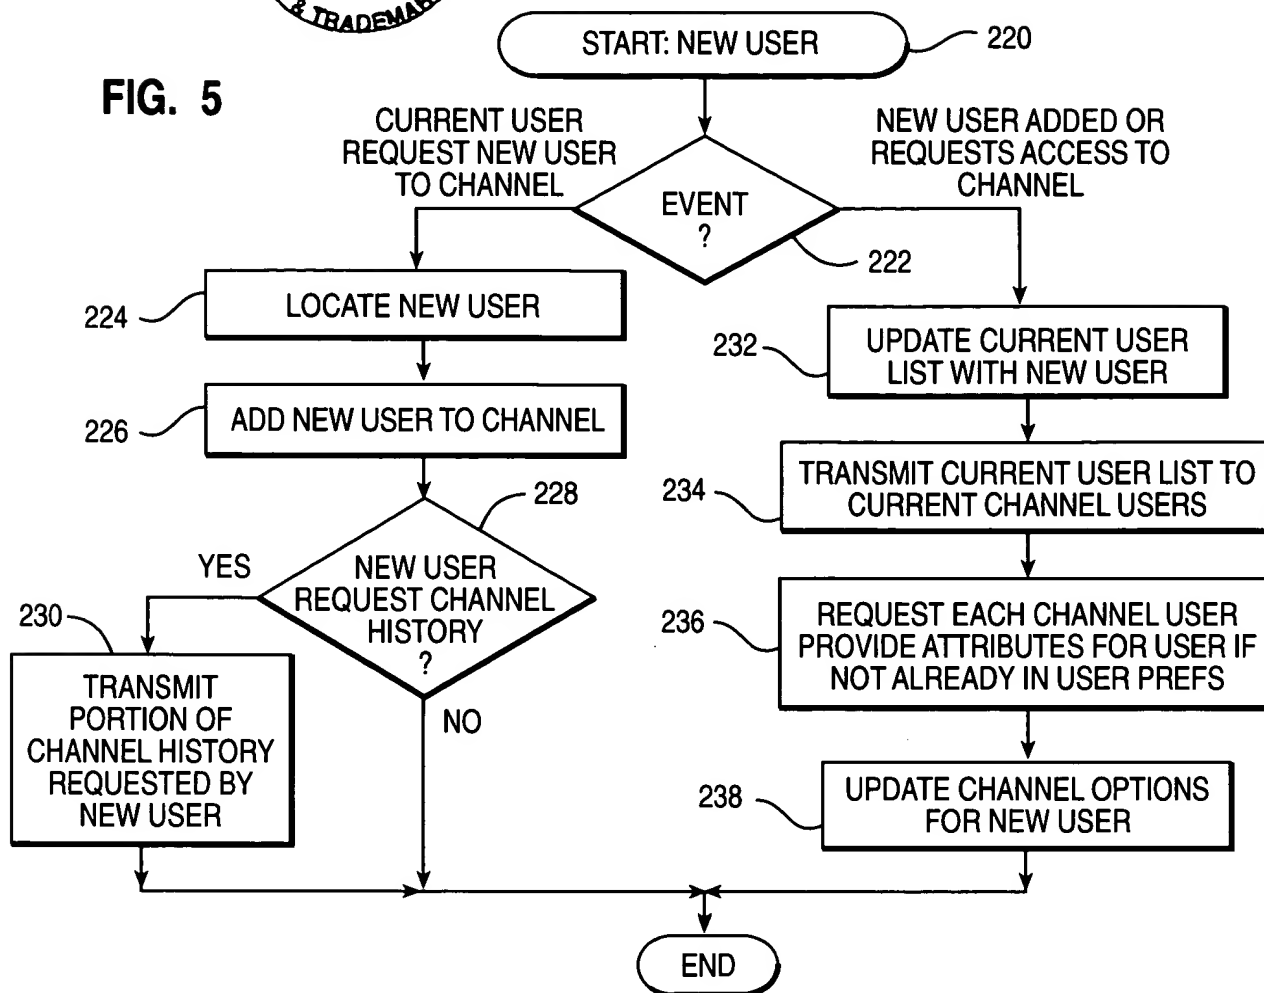 & TRADEMAR
FIG. 5
START: NEW USER
220
CURRENT USER
REQUEST NEW USER
TO CHANNEL
NEW USER ADDED OR
REQUESTS ACCESS TO
CHANNEL
EVENT
?
222
224
LOCATE NEW USER
226
ADD NEW USER TO CHANNEL
228
NEW USER
REQUEST CHANNEL
HISTORY
?
YES
NO
230
TRANSMIT
PORTION OF
CHANNEL HISTORY
REQUESTED BY
NEW USER
232
UPDATE CURRENT USER
LIST WITH NEW USER
234
TRANSMIT CURRENT USER LIST TO
CURRENT CHANNEL USERS
236
REQUEST EACH CHANNEL USER
PROVIDE ATTRIBUTES FOR USER IF
NOT ALREADY IN USER PREFS
238
UPDATE CHANNEL OPTIONS
FOR NEW USER
END